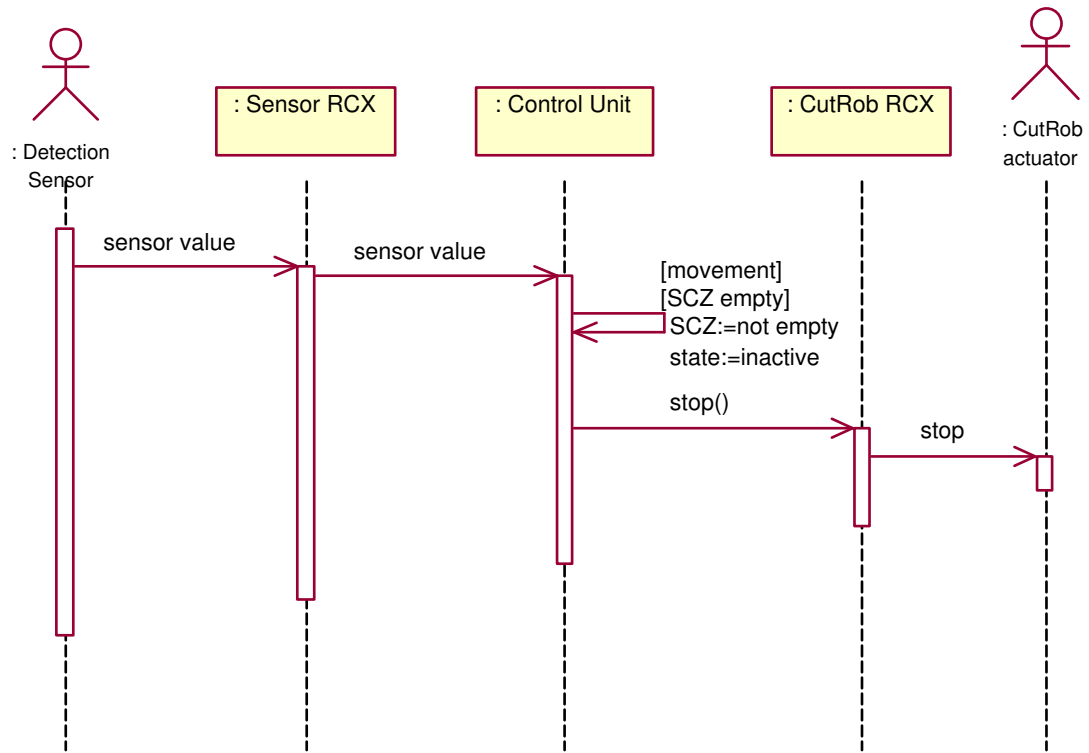 : Detection
Sensor
: Sensor RCX
: Control Unit
: CutRob RCX
: CutRob
actuator
sensor value
sensor value
[movement]
[SCZ empty]
SCZ:=not empty
state:=inactive
stop()
stop